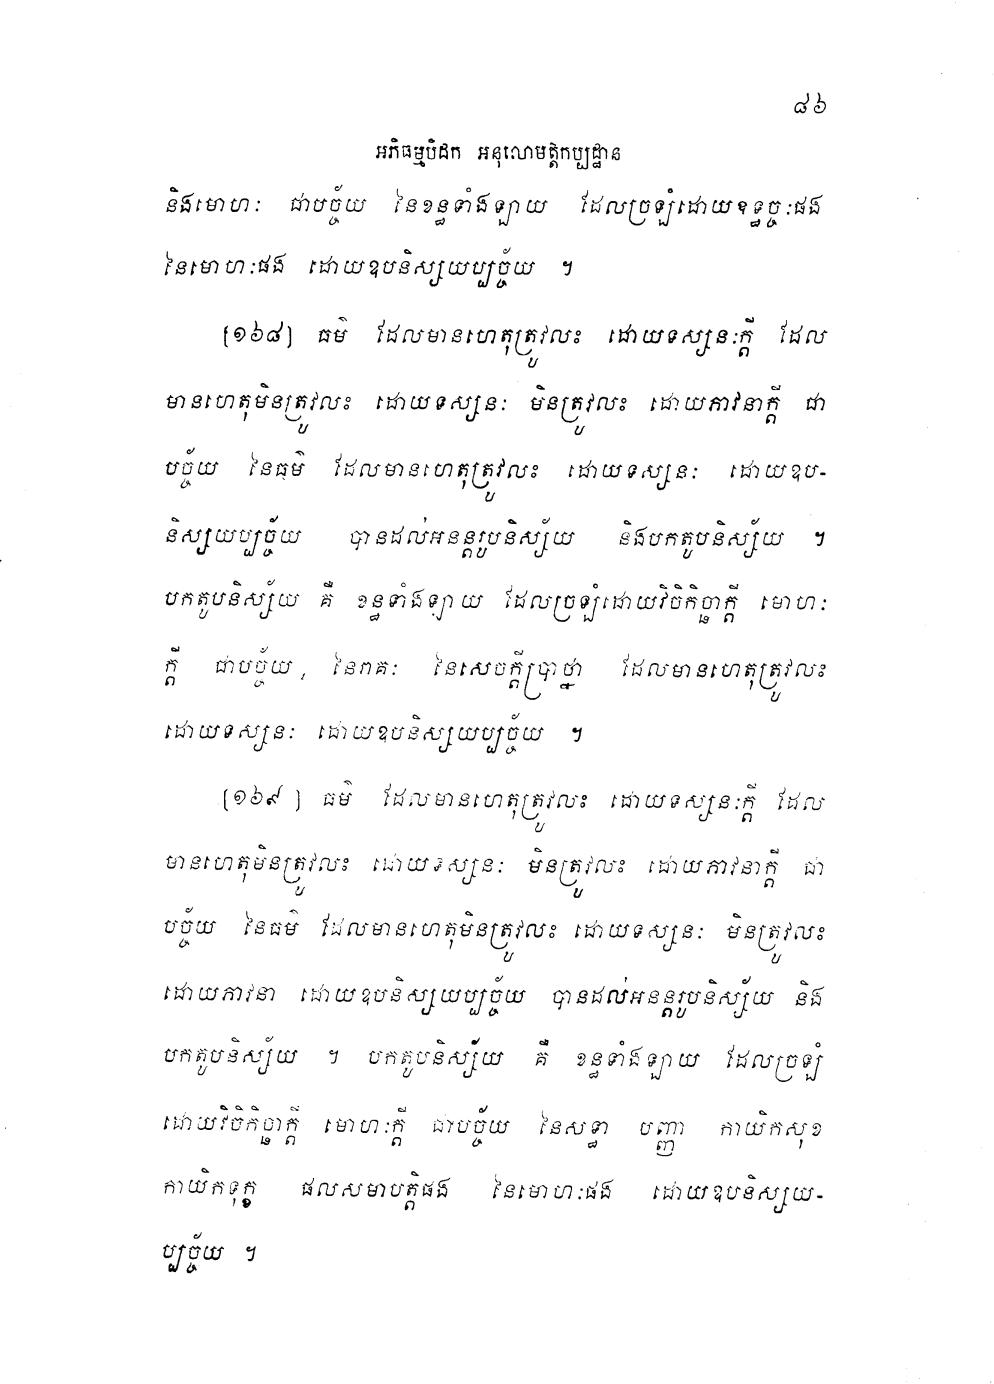 ៨៦
អភិធម្មបិដក អនុលោមត្តិកប្បដ្ឋាន
និងមោហៈ ជាបច្ច័យ នៃខន្ធទាំងឡាយ ដែលច្រឡំដោយឧទ្ធច្ចៈផង
នៃមោហៈផង ដោយឧបនិស្សយប្បច្ច័យ ។
[១៦៨] ធម៌ ដែលមានហេតុត្រូវលះ ដោយទស្សនៈក្តី ដែល
មានហេតុមិនត្រូវលះ ដោយទស្សនៈ មិនត្រូវលះ ដោយភាវនាក្តី ជា
បច្ច័យ នៃធម៌ ដែលមានហេតុត្រូវលះ ដោយទស្សនៈ ដោយឧប-
និស្សយប្បច្ច័យ បានដល់អនន្តរូបនិស្ស័យ និងបកតូបនិស្ស័យ ។
បកតូបនិស្ស័យ គឺ ខន្ធទាំងឡាយ ដែលច្រឡំដោយវិចិកិច្ឆាក្តី មោហៈ
ក្តី ជាបច្ច័យ, នៃរាគៈ នៃសេចក្តីប្រាថ្នា ដែលមានហេតុត្រូវលះ
ដោយទស្សនៈ ដោយឧបនិស្សយប្បច្ច័យ ។
[១៦៩] ធម៌ ដែលមានហេតុត្រូវលះ ដោយទស្សនៈក្តី ដែល
មានហេតុមិនត្រូវលះ ដោយទស្សនៈ មិនត្រូវលះ ដោយភាវនាក្តី ជា
បច្ច័យ នៃធម៌ ដែលមានហេតុមិនត្រូវលះ ដោយទស្សនៈ មិនត្រូវលះ
ដោយភាវនា ដោយឧបនិស្សយប្បច្ច័យ បានដល់អនន្តរូបនិស្ស័យ និង
បកតូបនិស្ស័យ ។ បកតូបនិស្ស័យ គឺ ខន្ធទាំងឡាយ ដែលច្រឡំ
ដោយវិចិកិច្ឆាក្តី មោហៈក្តី ជាបច្ច័យ នៃសទ្ធា បញ្ញា កាយិកសុខ
កាយិកទុក្ខ ផលសមាបត្តិផង នៃមោហៈផង ដោយឧបនិស្សយ-
ប្បច្ច័យ ។